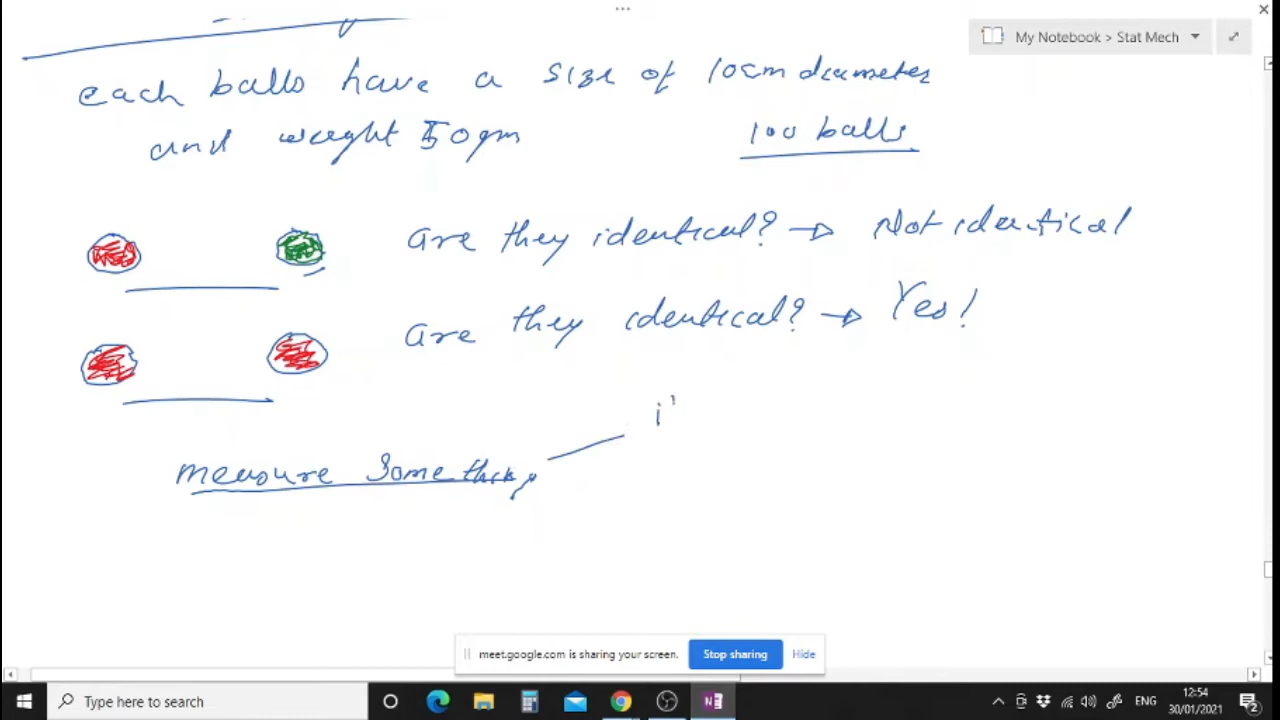 My Notebook > Stat Mech
each balls have a size of 10cm diameter
and weight 50gm
100 balls
are they identical? → Not identical
are they identical? → Yes!
i'
measure something
meet.google.com is sharing your screen.
Stop sharing
Hide
Type here to search
ENG
12:54
30/01/2021
2